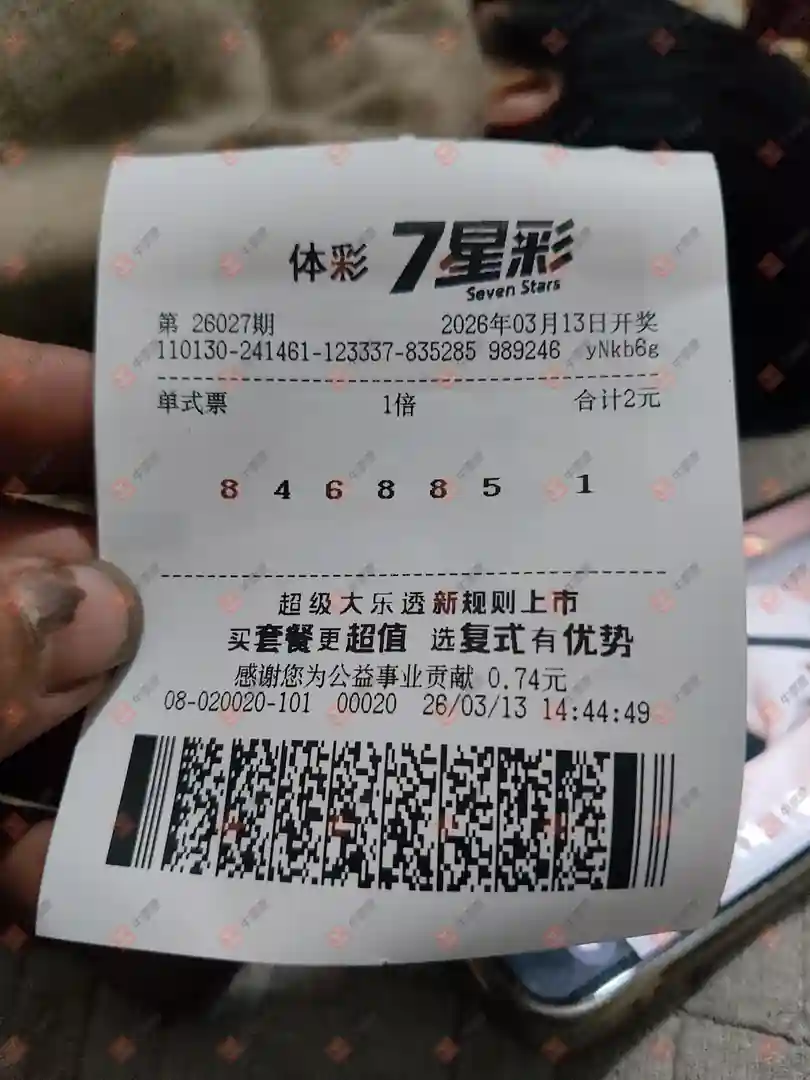 体彩 7星彩
Seven Stars
第 26027期 2026年03月13日开奖
110130-241461-123337-835285 989246 yNkb6g
单式票 1倍 合计2元
8 4 6 8 8 5 1
超级大乐透新规则上市
买套餐更超值 选复式有优势
感谢您为公益事业贡献 0.74元
08-020020-101 00020 26/03/13 14:44:49